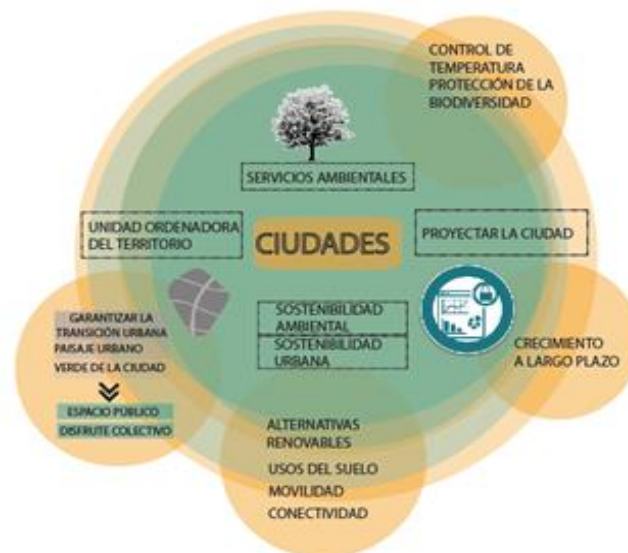 CONTROL DE
TEMPERATURA
PROTECCIÓN DE LA
BIODIVERSIDAD
SERVICIOS AMBIENTALES
UNIDAD ORDENADORA
DEL TERRITORIO
CIUDADES
PROYECTAR LA CIUDAD
SOSTENIBILIDAD
AMBIENTAL
SOSTENIBILIDAD
URBANA
GARANTIZAR LA
TRANSICIÓN URBANA
PAISAJE URBANO
VERDE DE LA CIUDAD
ESPACIO PÚBLICO
DISFRUTE COLECTIVO
CRECIMIENTO
A LARGO PLAZO
ALTERNATIVAS
RENOVABLES
USOS DEL SUELO
MOVILIDAD
CONECTIVIDAD